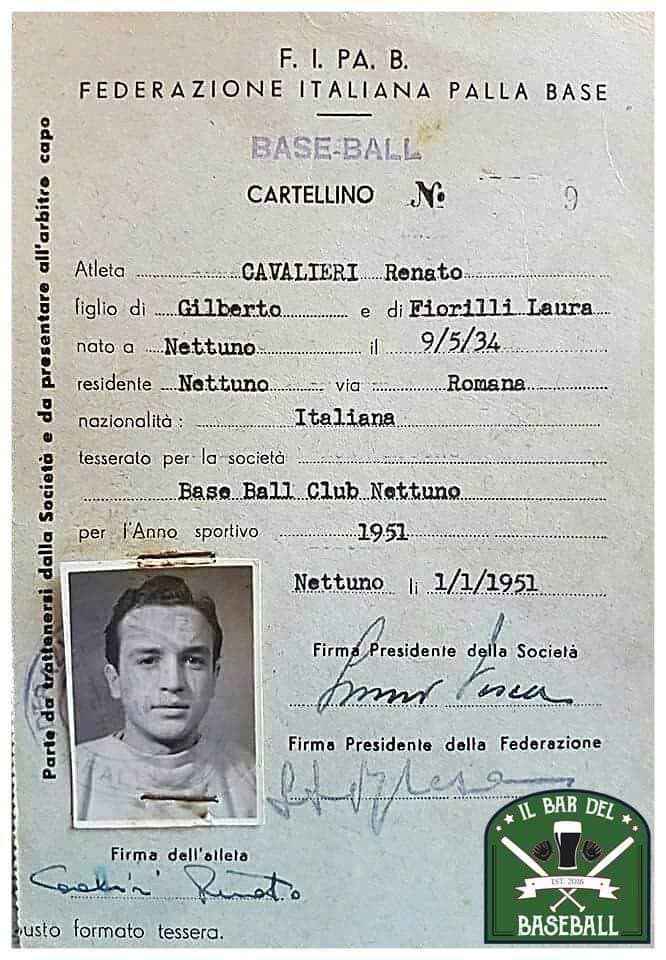 F. I. PA. B.
FEDERAZIONE ITALIANA PALLA BASE
BASE-BALL
CARTELLINO No. 9
Atleta CAVALIERI Renato
figlio di Gilberto e di Fiorilli Laura
nato a Nettuno il 9/5/34
residente Nettuno via Romana
nazionalità: Italiana
tesserato per la società
Base Ball Club Nettuno
per l'Anno sportivo 1951
Nettuno li 1/1/1951
Firma Presidente della Società
Firma Presidente della Federazione
Firma dell'atleta
Renato
usto formato tessera.
Parte da trattenersi dalla Società e da presentare all'arbitro capo
IL BAR DEL
EST. 2016
BASEBALL